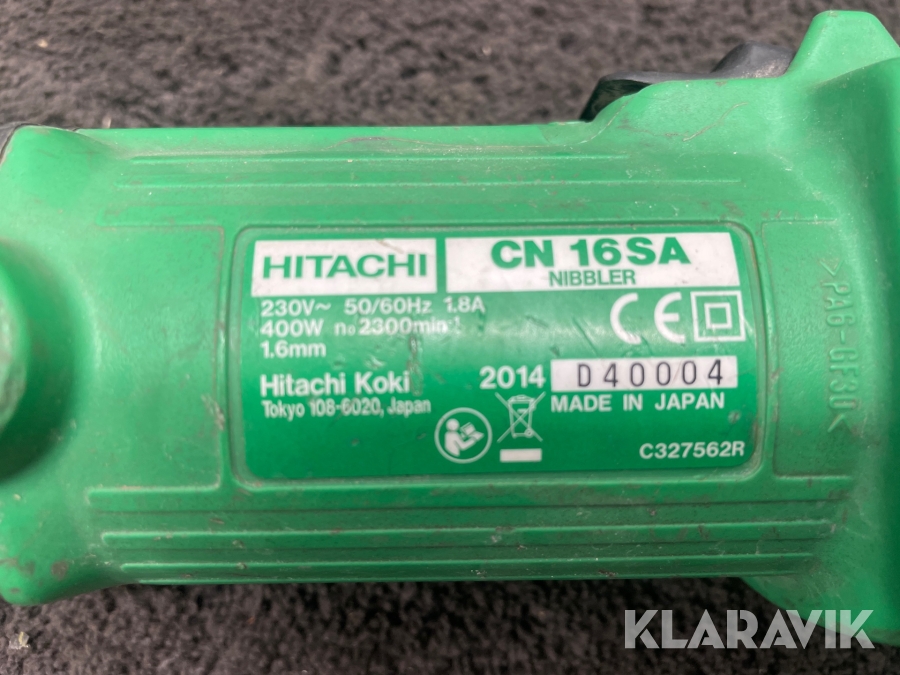 HITACHI
CN 16SA
NIBBLER
230V~ 50/60Hz 1.8A
400W n₀2300min⁻¹
1.6mm
Hitachi Koki
Tokyo 108-6020, Japan
2014 D40004
MADE IN JAPAN
C327562R
>PA6-GF30<
KLARAVIK